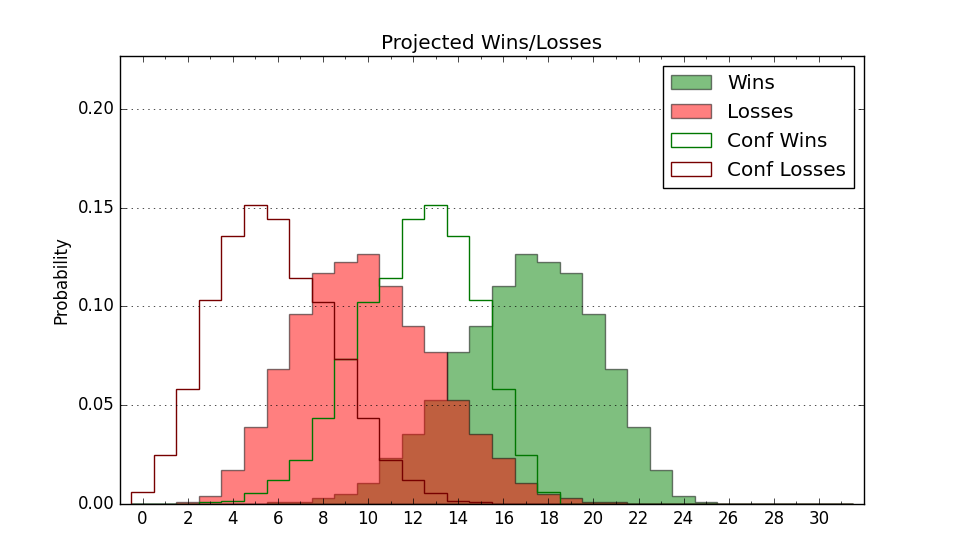 Projected Wins/Losses
Wins
Losses
Conf Wins
Conf Losses
Probability
0.20
0.15
0.10
0.05
0.00
0 2 4 6 8 10 12 14 16 18 20 22 24 26 28 30